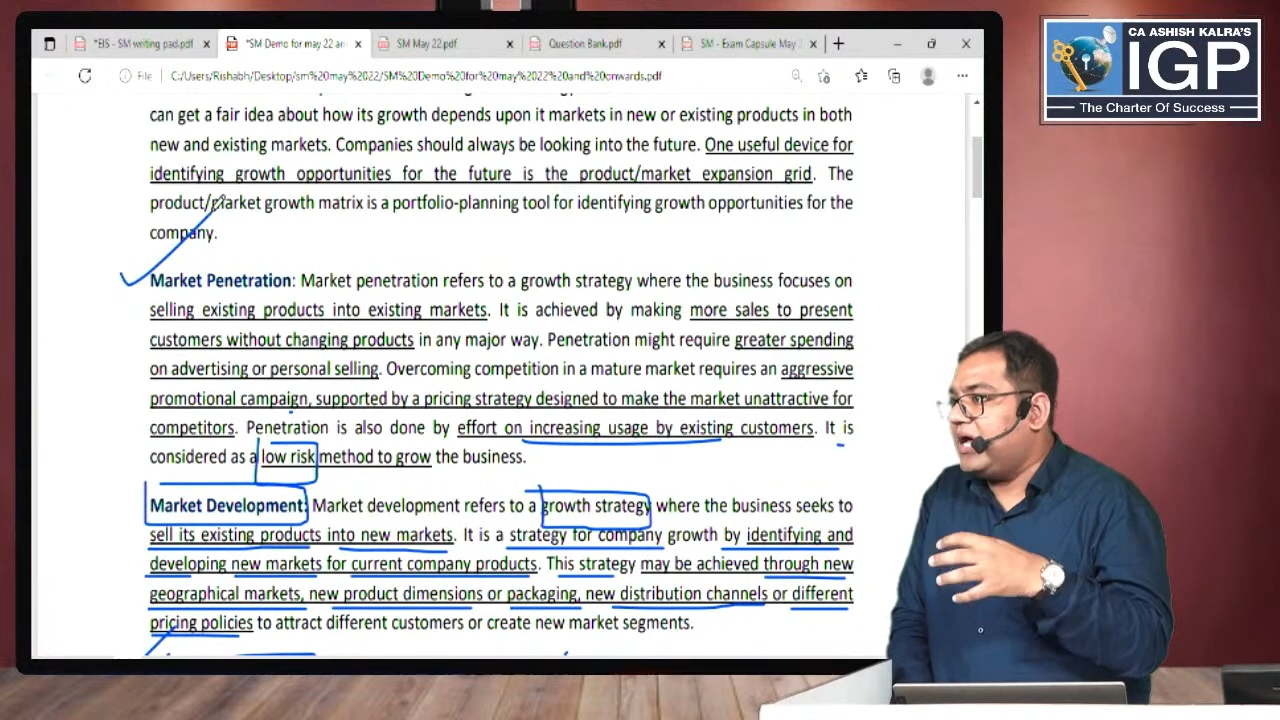 *EIS - SM writing pad.pdf
*SM Demo for may 22 an
SM May 22.pdf
Question Bank.pdf
SM - Exam Capsule May
File
C:/Users/Rishabh/Desktop/sm%20may%2022/SM%20Demo%20for%20may%2022%20and%20onwards.pdf
CA ASHISH KALRA'S
IGP
The Charter Of Success
can get a fair idea about how its growth depends upon it markets in new or existing products in both
new and existing markets. Companies should always be looking into the future. One useful device for
identifying growth opportunities for the future is the product/market expansion grid. The
product/market growth matrix is a portfolio-planning tool for identifying growth opportunities for the
company.
Market Penetration: Market penetration refers to a growth strategy where the business focuses on
selling existing products into existing markets. It is achieved by making more sales to present
customers without changing products in any major way. Penetration might require greater spending
on advertising or personal selling. Overcoming competition in a mature market requires an aggressive
promotional campaign, supported by a pricing strategy designed to make the market unattractive for
competitors. Penetration is also done by effort on increasing usage by existing customers. It is
considered as a low risk method to grow the business.
Market Development: Market development refers to a growth strategy where the business seeks to
sell its existing products into new markets. It is a strategy for company growth by identifying and
developing new markets for current company products. This strategy may be achieved through new
geographical markets, new product dimensions or packaging, new distribution channels or different
pricing policies to attract different customers or create new market segments.